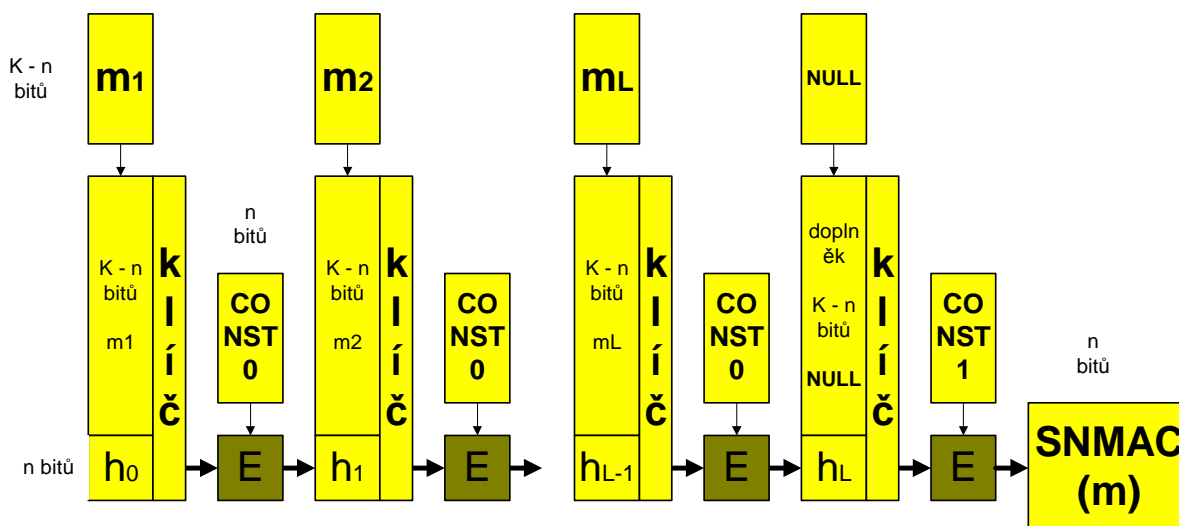 K - n
bitů
m1
m2
mL
NULL
K - n
bitů
m1
k
l
í
č
n
bitů
CO
NST
0
K - n
bitů
m2
k
l
í
č
CO
NST
0
K - n
bitů
mL
k
l
í
č
CO
NST
0
dopln
ěk
K - n
bitů
NULL
k
l
í
č
CO
NST
1
n
bitů
n bitů
h0
E
h1
E
hL-1
E
hL
E
SNMAC
(m)